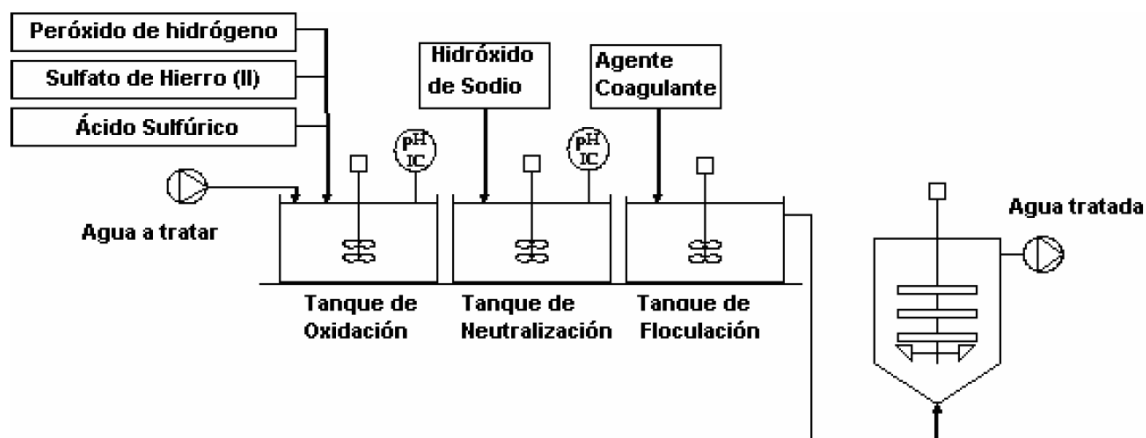 Peróxido de hidrógeno
Sulfato de Hierro (II)
Ácido Sulfúrico
Hidróxido
de Sodio
Agente
Coagulante
pH
IC
pH
IC
Agua a tratar
Agua tratada
Tanque de
Oxidación
Tanque de
Neutralización
Tanque de
Floculación